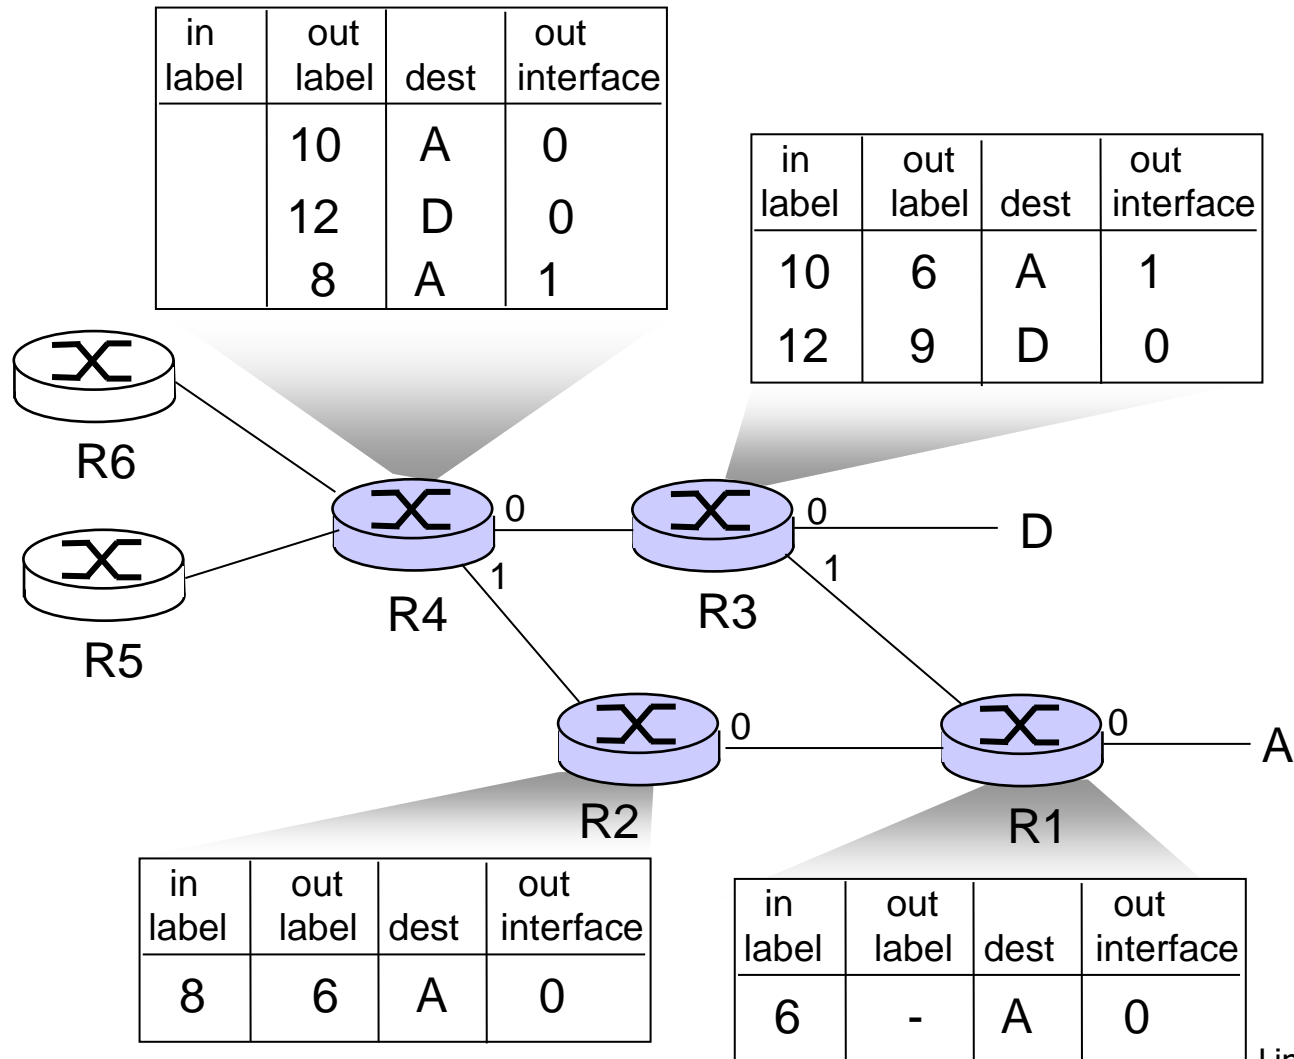 in out out
label label dest interface
10 A 0
12 D 0
8 A 1
in out out
label label dest interface
10 6 A 1
12 9 D 0
R6
R5
R4
0
1
R3
0
1
D
R2
0
R1
0
A
in out out
label label dest interface
8 6 A 0
in out out
label label dest interface
6 - A 0